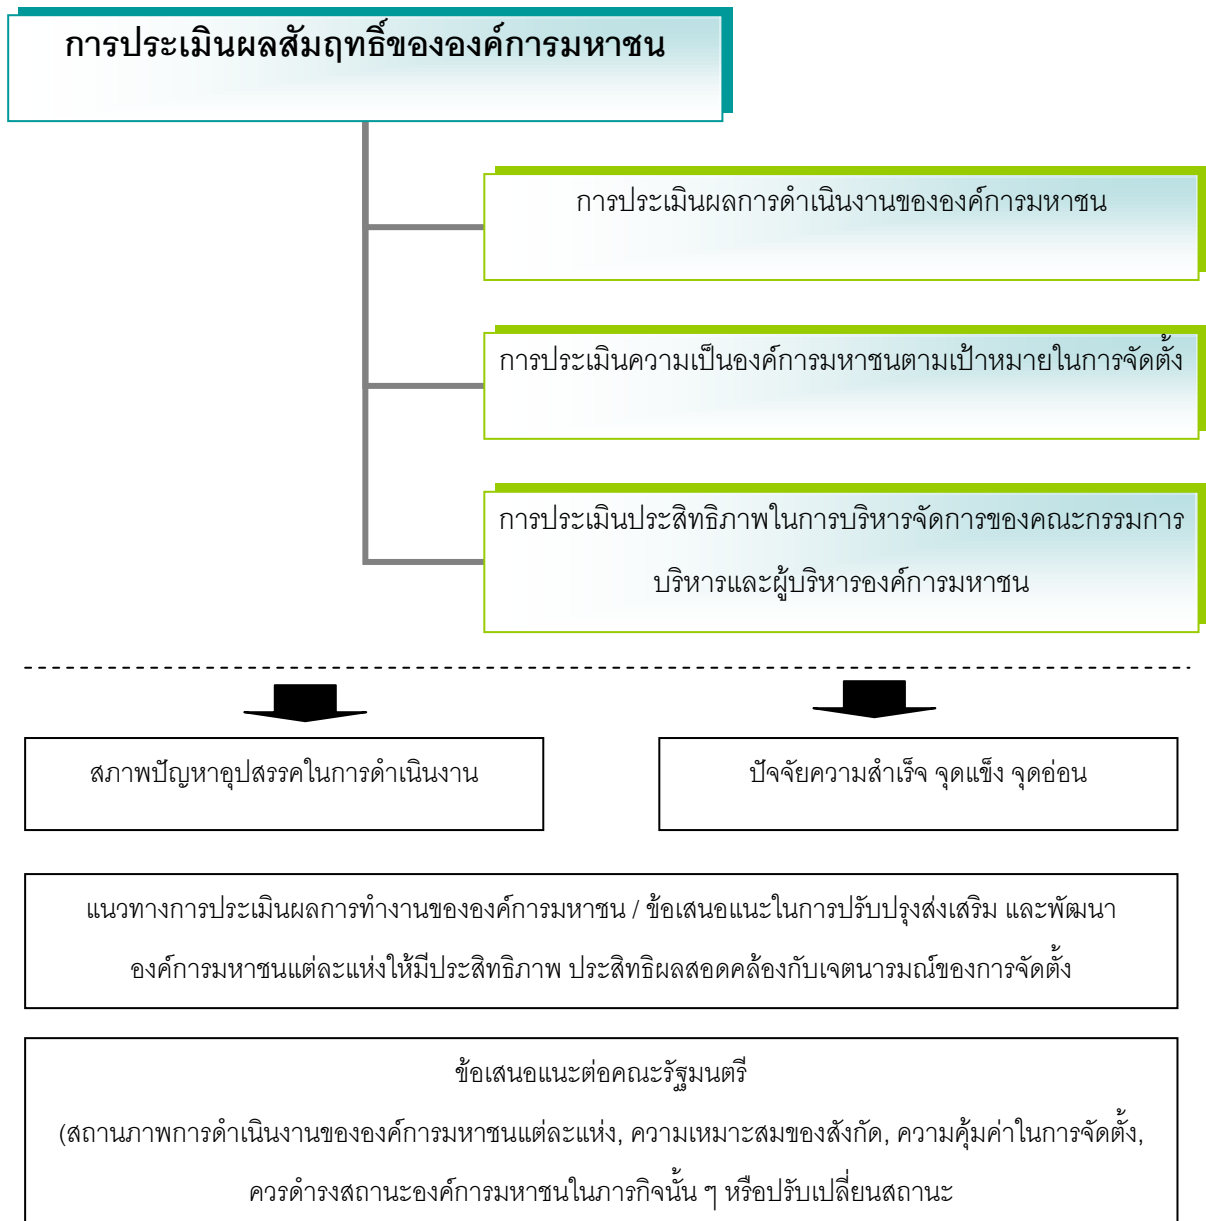 การประเมินผลสัมฤทธิ์ขององค์การมหาชน
การประเมินผลการดำเนินงานขององค์การมหาชน
การประเมินความเป็นองค์การมหาชนตามเป้าหมายในการจัดตั้ง
การประเมินประสิทธิภาพในการบริหารจัดการของคณะกรรมการ
บริหารและผู้บริหารองค์การมหาชน
สภาพปัญหาอุปสรรคในการดำเนินงาน
ปัจจัยความสำเร็จ จุดแข็ง จุดอ่อน
แนวทางการประเมินผลการทำงานขององค์การมหาชน / ข้อเสนอแนะในการปรับปรุงส่งเสริม และพัฒนา
องค์การมหาชนแต่ละแห่งให้มีประสิทธิภาพ ประสิทธิผลสอดคล้องกับเจตนารมณ์ของการจัดตั้ง
ข้อเสนอแนะต่อคณะรัฐมนตรี
(สถานภาพการดำเนินงานขององค์การมหาชนแต่ละแห่ง, ความเหมาะสมของสังกัด, ความคุ้มค่าในการจัดตั้ง,
ควรดำรงสถานะองค์การมหาชนในภารกิจนั้น ๆ หรือปรับเปลี่ยนสถานะ